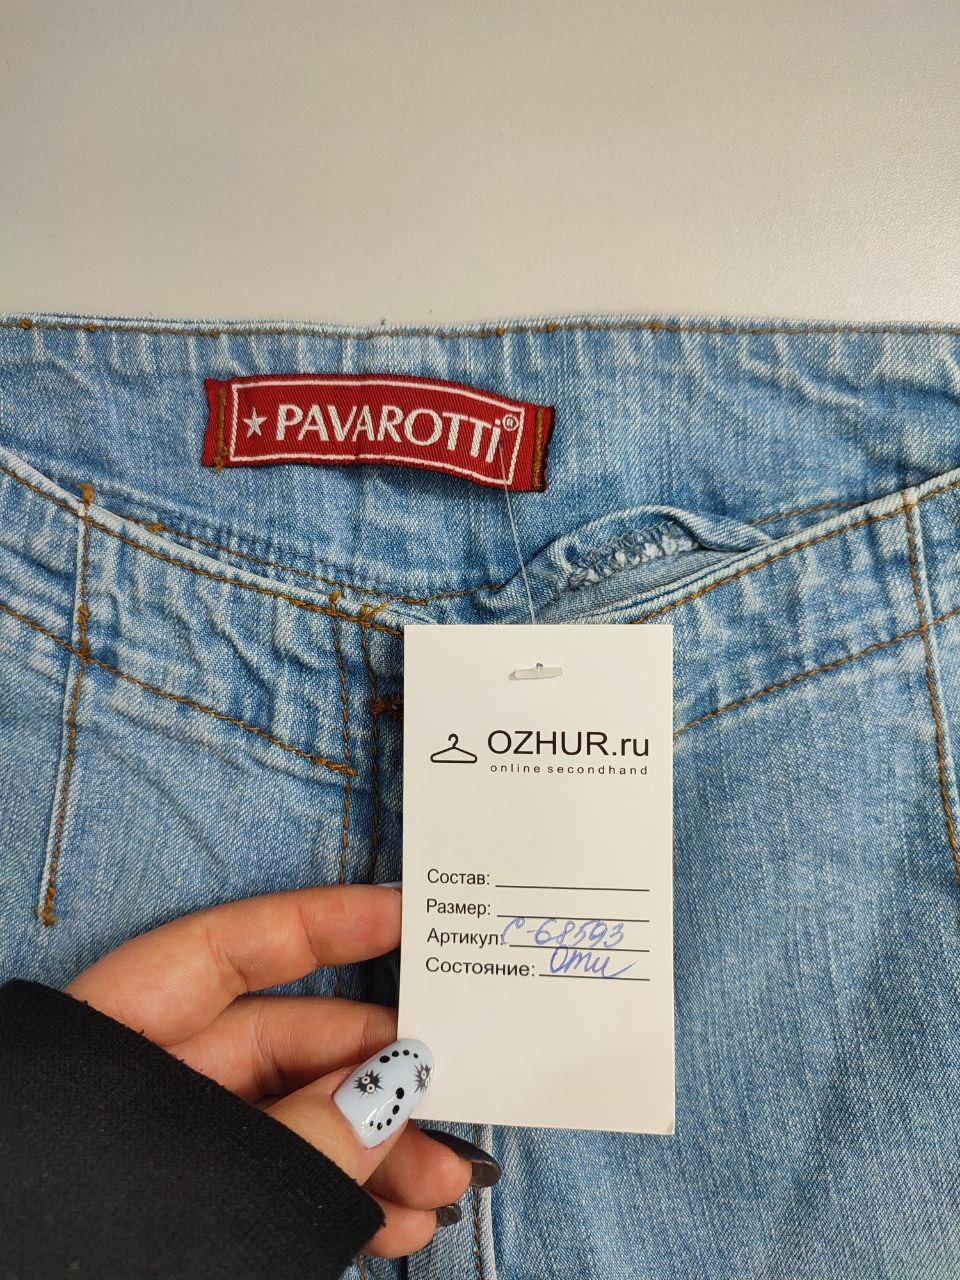 ★ PAVAROTTi®
OZHUR.ru
online secondhand
Состав:
Размер:
Артикул: С-68593
Состояние: Отл